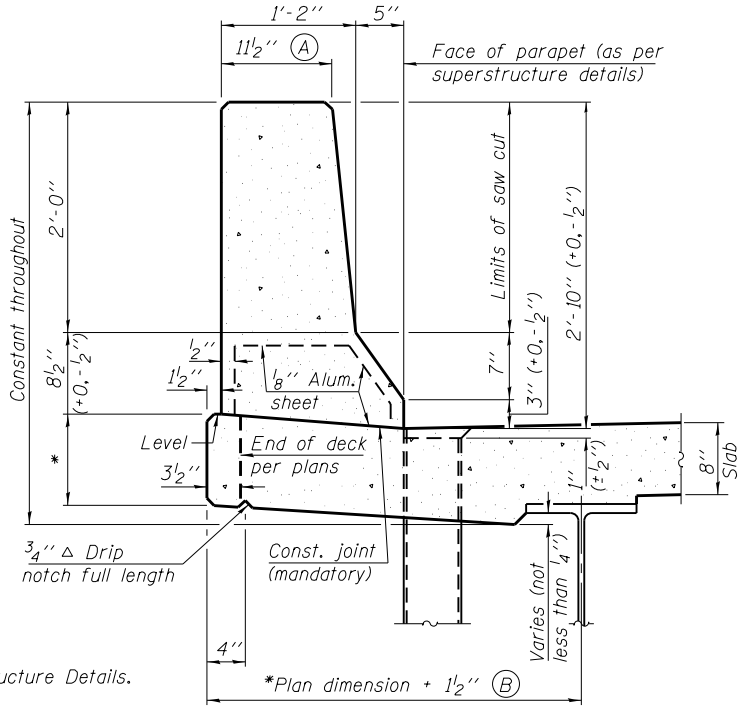 1'-2"
5"
11½" (A)
Face of parapet (as per
superstructure details)
Constant throughout
2'-0"
Limits of saw cut
2'-10" (+0,-½")
8½"
(+0,-½")
½"
1½"
7"
3" (+0,-½")
⅛" Alum.
sheet
Level
End of deck
per plans
*
3½"
1"
(±½")
8"
Slab
¾" Δ Drip
notch full length
Const. joint
(mandatory)
Varies (not
less than ¼")
4"
ucture Details.
*Plan dimension + 1½" (B)